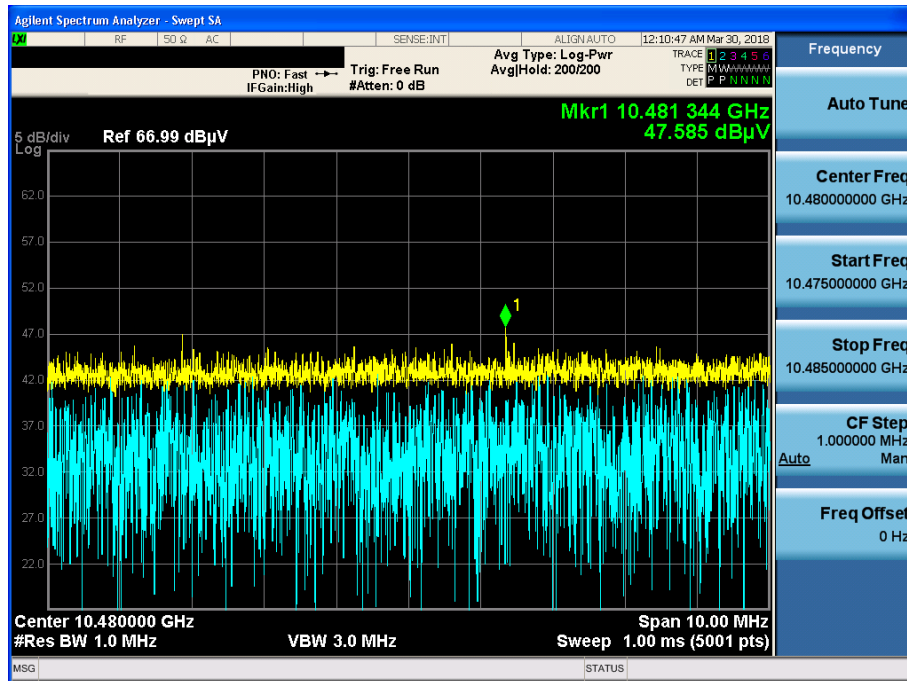 Agilent Spectrum Analyzer - Swept SA
LXI RF 50 Ω AC SENSE:INT ALIGN AUTO 12:10:47 AM Mar 30, 2018
PNO: Fast Trig: Free Run Avg Type: Log-Pwr TRACE 1 2 3 4 5 6
IFGain:High #Atten: 0 dB Avg|Hold: 200/200 TYPE M WWWWW
DET P P N N N N
Mkr1 10.481 344 GHz
47.585 dBµV
5 dB/div Ref 66.99 dBµV
Log
62.0
57.0
52.0
1
47.0
42.0
37.0
32.0
27.0
22.0
Center 10.480000 GHz Span 10.00 MHz
#Res BW 1.0 MHz VBW 3.0 MHz Sweep 1.00 ms (5001 pts)
MSG STATUS
Frequency
Auto Tune
Center Freq
10.480000000 GHz
Start Freq
10.475000000 GHz
Stop Freq
10.485000000 GHz
CF Step
1.000000 MHz
Auto Man
Freq Offset
0 Hz